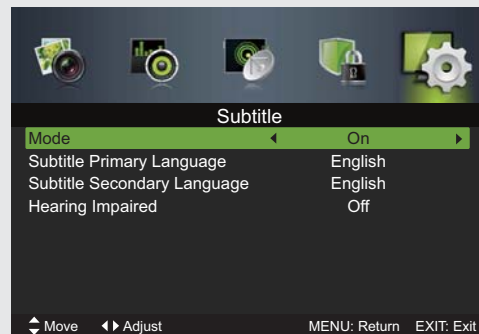 Subtitle
Mode On
Subtitle Primary Language English
Subtitle Secondary Language English
Hearing Impaired Off
Move Adjust MENU: Return EXIT: Exit